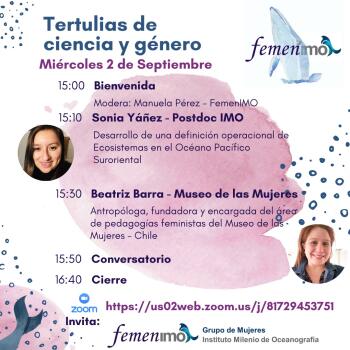 Tertulias de
ciencia y género
Miércoles 2 de Septiembre
femenimo
15:00 Bienvenida
Modera: Manuela Pérez - FemenIMO
15:10 Sonia Yáñez - Postdoc IMO
Desarrollo de una definición operacional de
Ecosistemas en el Océano Pacífico
Suroriental
15:30 Beatriz Barra - Museo de las Mujeres
Antropóloga, fundadora y encargada del área
de pedagogías feministas del Museo de las
Mujeres - Chile
15:50 Conversatorio
16:40 Cierre
zoom
https://us02web.zoom.us/j/81729453751
Invita:
femenimo
Grupo de Mujeres
Instituto Milenio de Oceanografía